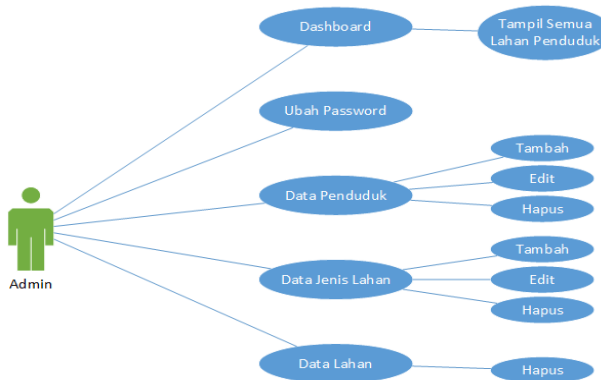 Dashboard
Tampil Semua
Lahan Penduduk
Ubah Password
Data Penduduk
Tambah
Edit
Hapus
Admin
Data Jenis Lahan
Tambah
Edit
Hapus
Data Lahan
Hapus